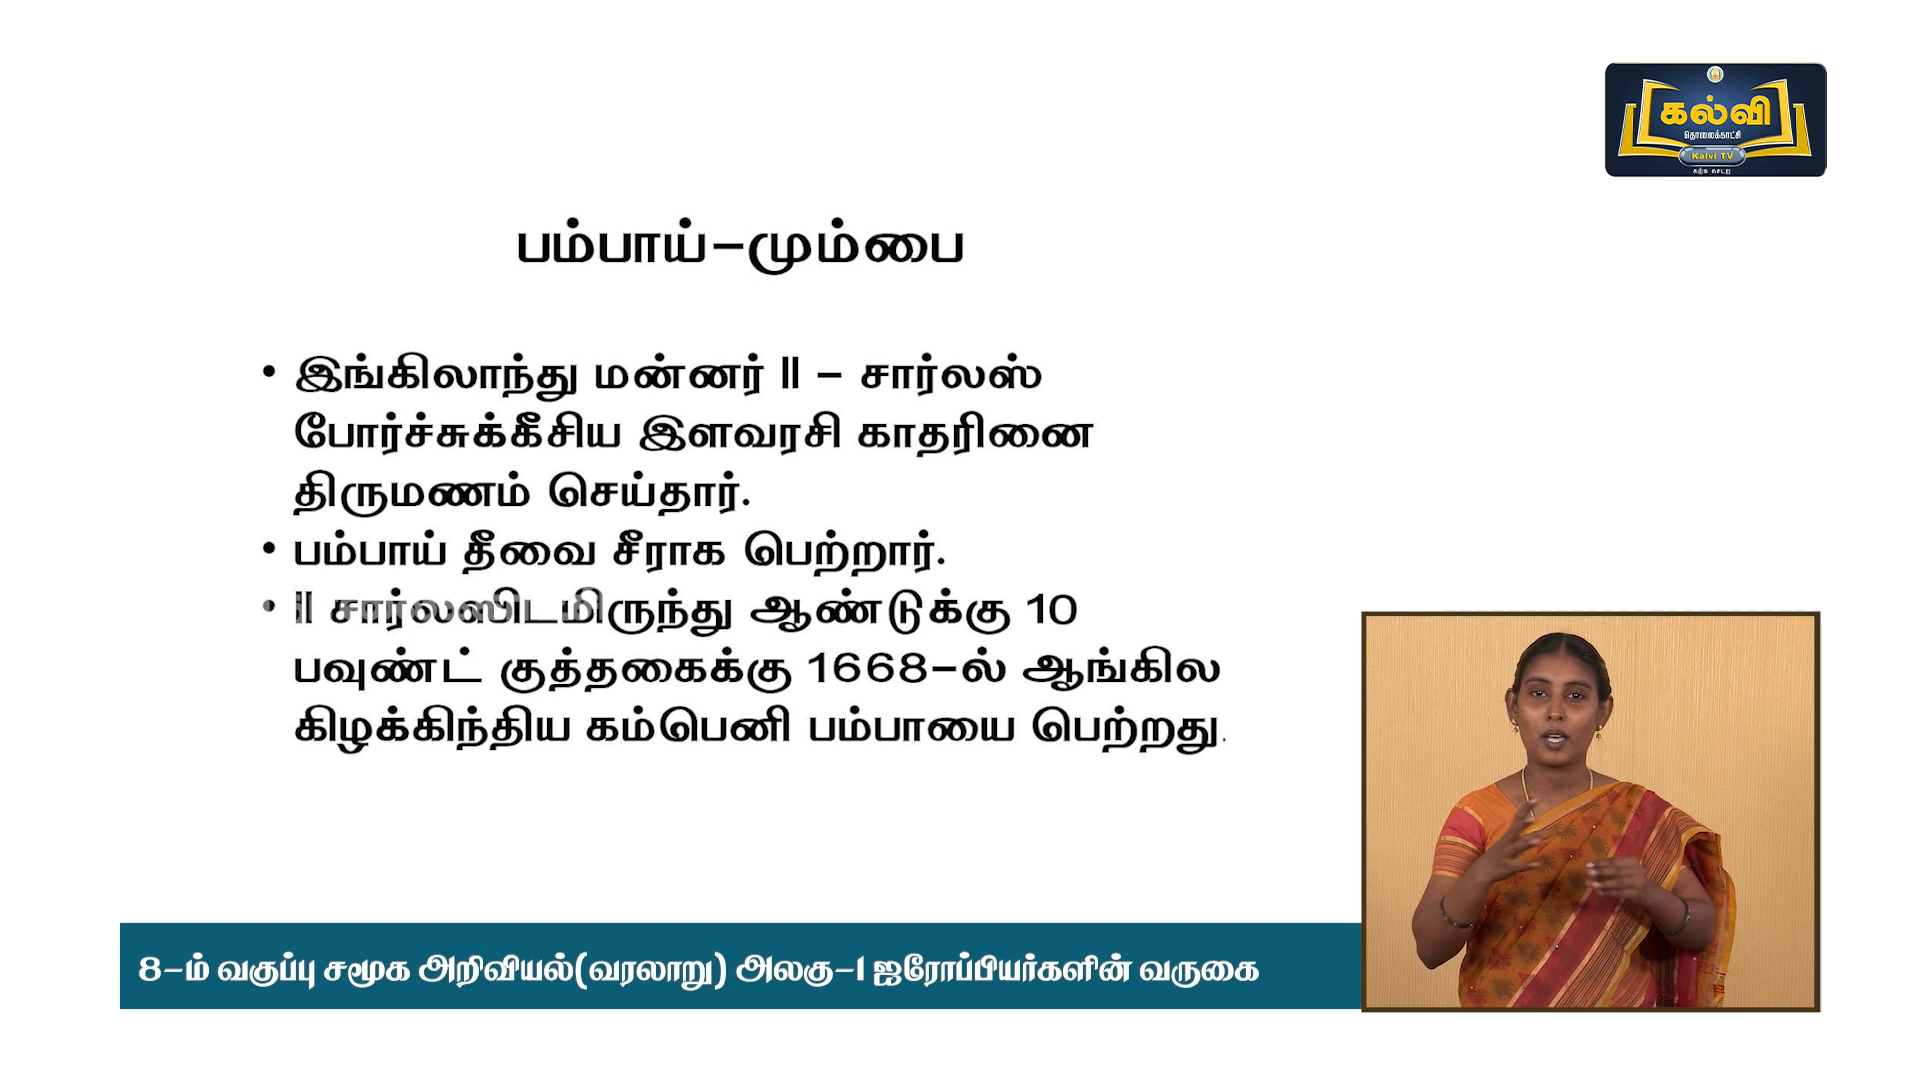 கல்வி
தொலைக்காட்சி
Kalvi TV
கற்க கசடற
பம்பாய்-மும்பை
• இங்கிலாந்து மன்னர் II - சார்லஸ்
போர்ச்சுக்கீசிய இளவரசி காதரினை
திருமணம் செய்தார்.
• பம்பாய் தீவை சீராக பெற்றார்.
• II சார்லஸிடமிருந்து ஆண்டுக்கு 10
பவுண்ட் குத்தகைக்கு 1668-ல் ஆங்கில
கிழக்கிந்திய கம்பெனி பம்பாயை பெற்றது.
8-ம் வகுப்பு சமூக அறிவியல்(வரலாறு) அலகு-1 ஐரோப்பியர்களின் வருகை